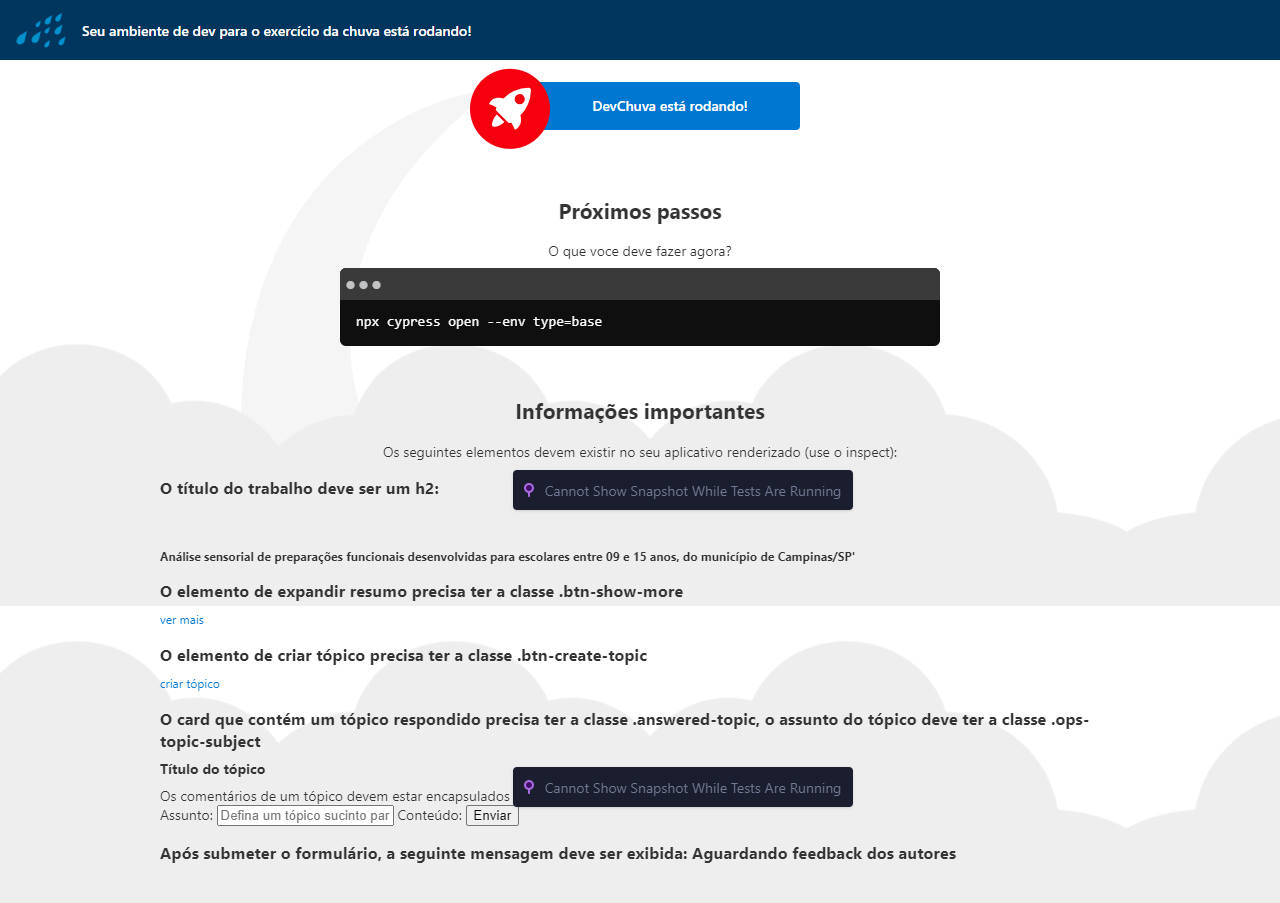 Seu ambiente de dev para o exercício da chuva está rodando!
DevChuva está rodando!
Próximos passos
O que voce deve fazer agora?
npx cypress open --env type=base
Informações importantes
Os seguintes elementos devem existir no seu aplicativo renderizado (use o inspect):
O título do trabalho deve ser um h2:
Cannot Show Snapshot While Tests Are Running
Análise sensorial de preparações funcionais desenvolvidas para escolares entre 09 e 15 anos, do município de Campinas/SP'
O elemento de expandir resumo precisa ter a classe .btn-show-more
ver mais
O elemento de criar tópico precisa ter a classe .btn-create-topic
criar tópico
O card que contém um tópico respondido precisa ter a classe .answered-topic, o assunto do tópico deve ter a classe .ops-
topic-subject
Título do tópico
Os comentários de um tópico devem estar encapsulados
Cannot Show Snapshot While Tests Are Running
Assunto: Defina um tópico sucinto par Conteúdo: Enviar
Após submeter o formulário, a seguinte mensagem deve ser exibida: Aguardando feedback dos autores